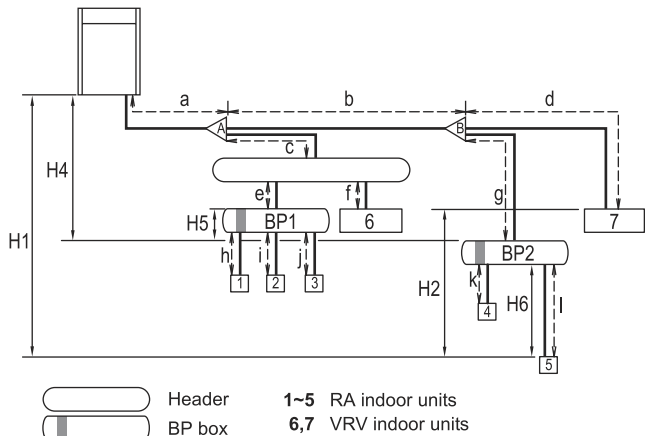 a
b
d
A
B
c
H4
e
f
g
H5
BP1
6
7
H1
h
i
j
BP2
1
2
3
H2
k
H6
l
4
5
Header
1~5 RA indoor units
BP box
6,7 VRV indoor units